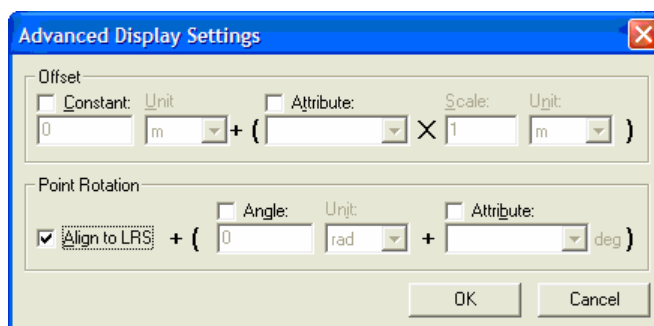 Advanced Display Settings
Offset
Constant: Unit Attribute: Scale: Unit:
0 m + ( X 1 m )
Point Rotation
Angle: Unit: Attribute:
Align to LRS + ( 0 rad + deg )
OK Cancel